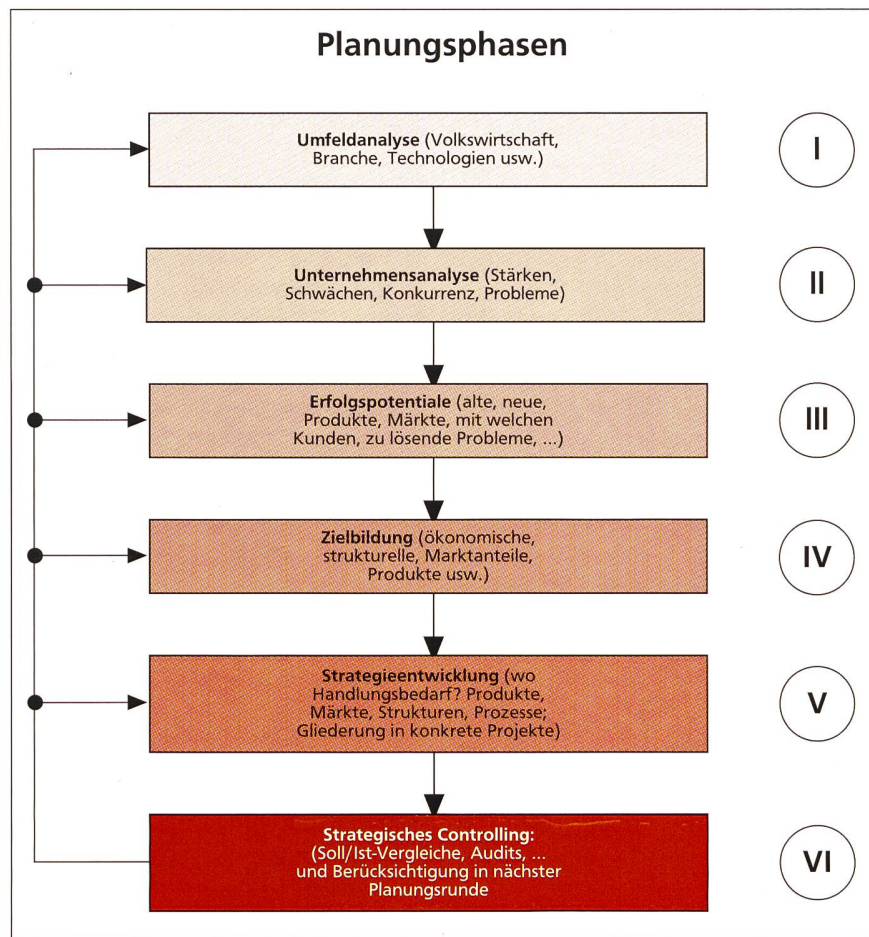 Planungsphasen
Umfeldanalyse (Volkswirtschaft,
Branche, Technologien usw.)
I
Unternehmensanalyse (Stärken,
Schwächen, Konkurrenz, Probleme)
II
Erfolgspotentiale (alte, neue,
Produkte, Märkte, mit welchen
Kunden, zu lösende Probleme, ...)
III
Zielbildung (ökonomische,
strukturelle, Marktanteile,
Produkte usw.)
IV
Strategieentwicklung (wo
Handlungsbedarf? Produkte,
Märkte, Strukturen, Prozesse;
Gliederung in konkrete Projekte)
V
Strategisches Controlling:
(Soll/Ist-Vergleiche, Audits, ...
und Berücksichtigung in nächster
Planungsrunde
VI